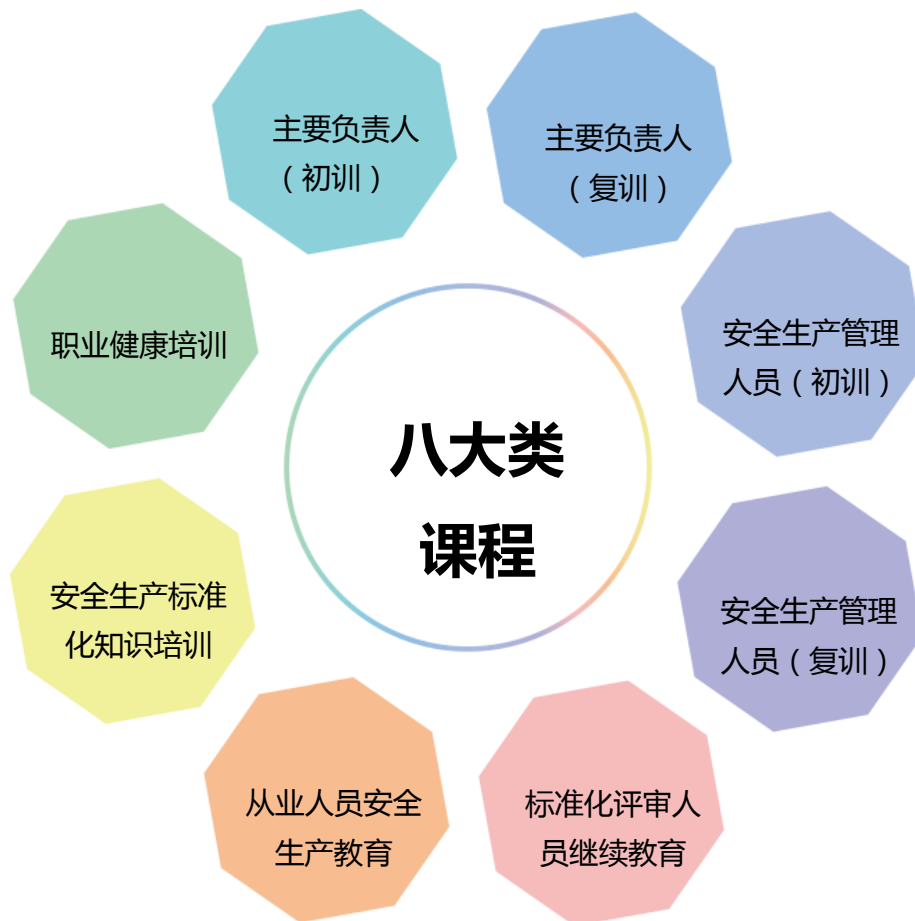 主要负责人
（初训）
主要负责人
（复训）
职业健康培训
安全生产管理
人员（初训）
八大类
课程
安全生产标准
化知识培训
安全生产管理
人员（复训）
从业人员安全
生产教育
标准化评审人
员继续教育